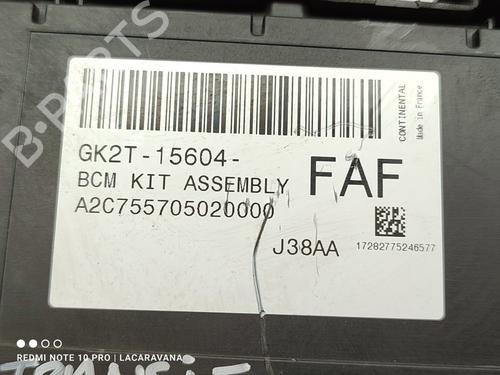 CONTINENTAL
Made in France
GK2T-15604-
BCM KIT ASSEMBLY
FAF
A2C755705020000
J38AA
17282775246577
B-PARTS
REDMI NOTE 10 PRO | LACARAVANA